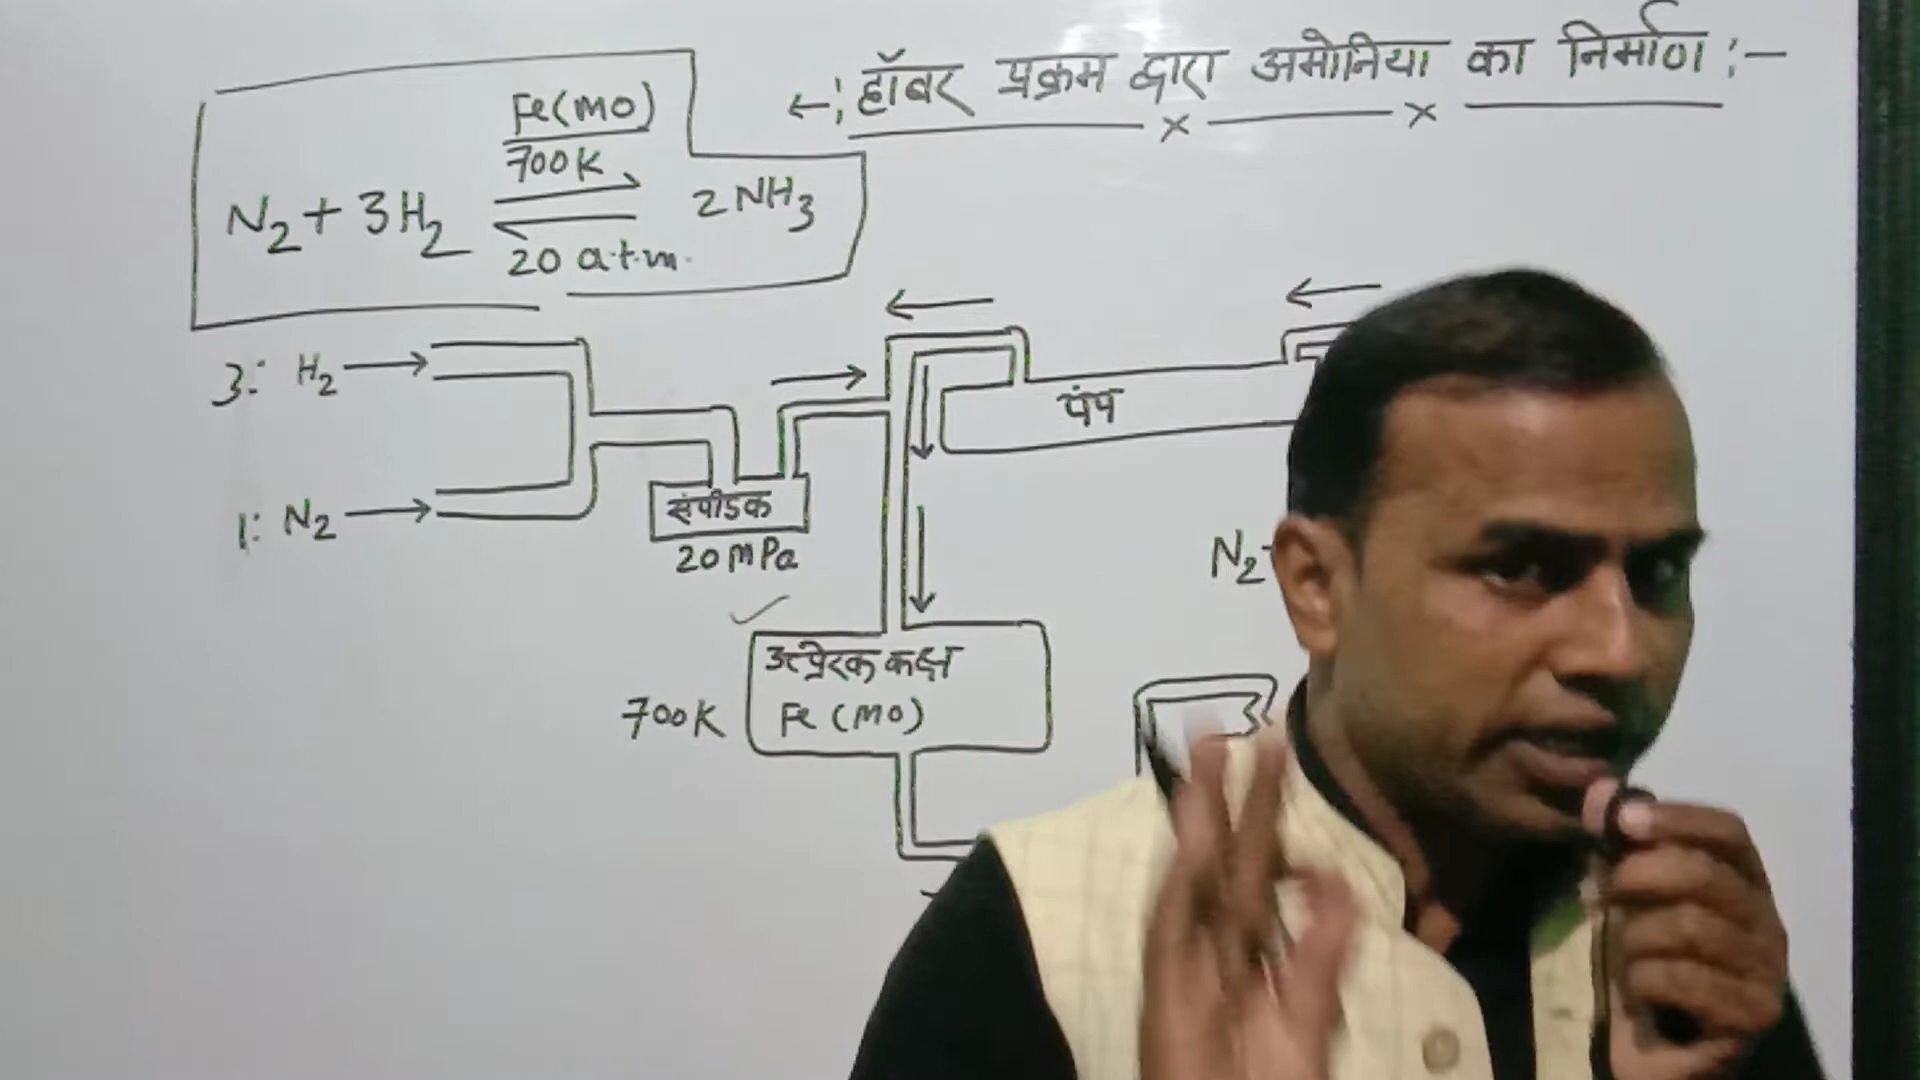 ←: हॉबर प्रक्रम द्वारा अमोनिया का निर्माण :-
Fe(MO)
700K
N2 + 3H2 ⇌ 2NH3
20 a.t.m.
3: H2 →
पंप
1: N2 →
संपीडक
20 mPa
N2
उत्प्रेरक कक्ष
700K Fe (MO)